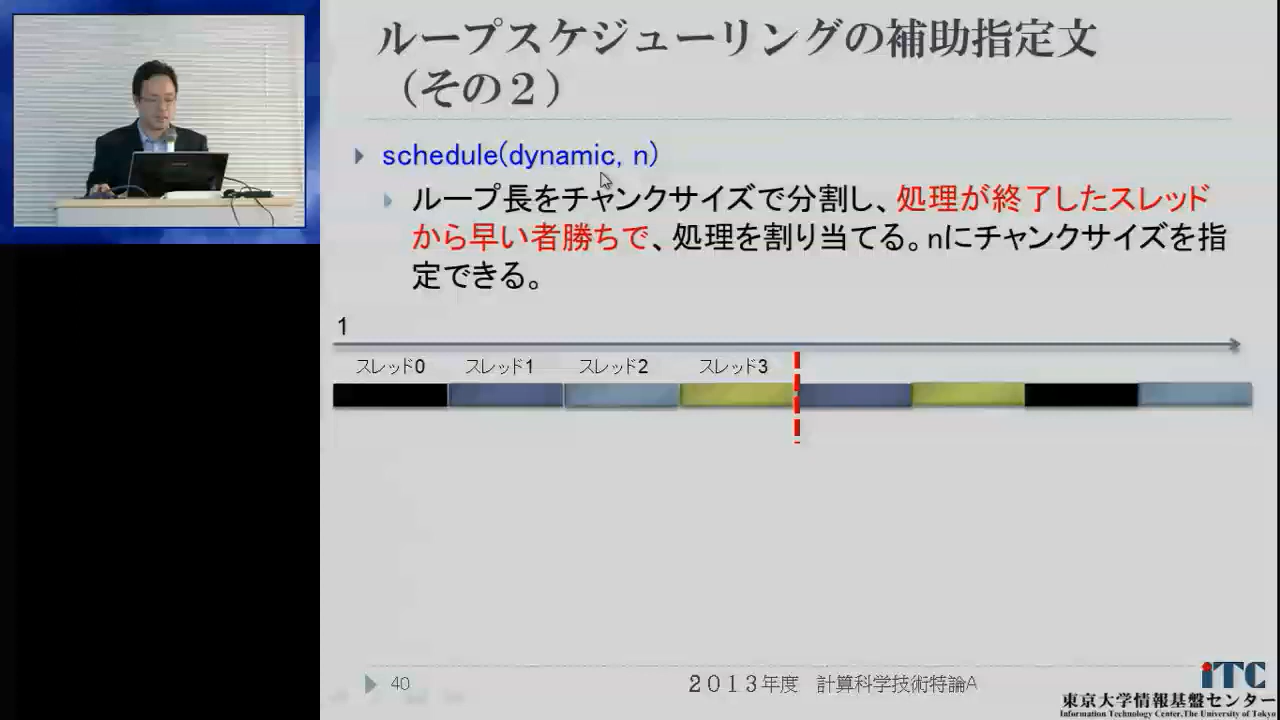 ループスケジューリングの補助指定文
（その２）
schedule(dynamic, n)
ループ長をチャンクサイズで分割し、処理が終了したスレッド
から早い者勝ちで、処理を割り当てる。nにチャンクサイズを指
定できる。
1
スレッド0 スレッド1 スレッド2 スレッド3
40
２０１３年度　計算科学技術特論A
iTC
東京大学情報基盤センター
Information Technology Center, The University of Tokyo